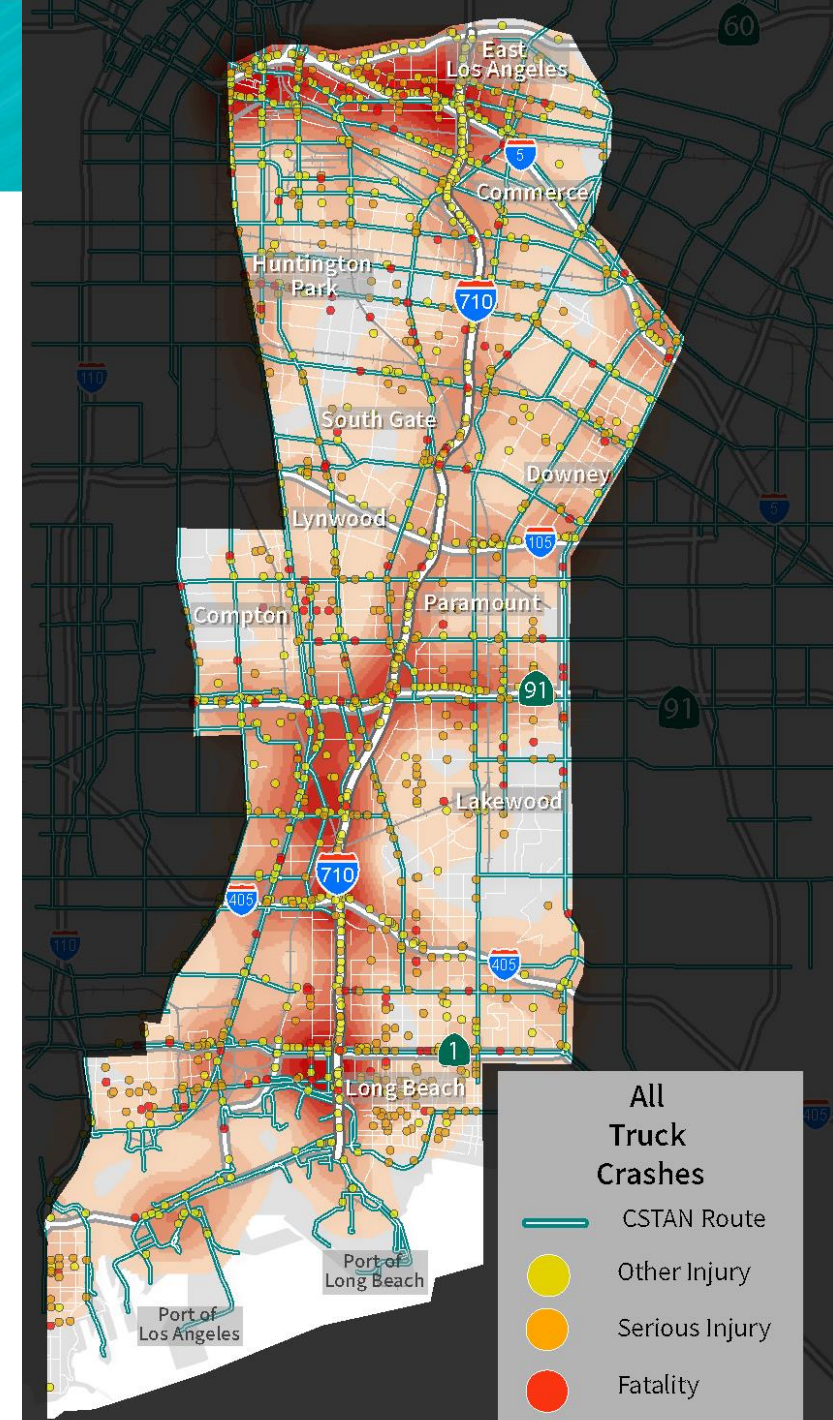 60
East
Los Angeles
5
Commerce
Huntington
Park
710
110
South Gate
Downey
5
Lynwood
105
Paramount
Compton
91
91
Lakewood
710
405
110
405
1
Long Beach
405
Port of
Long Beach
Port of
Los Angeles
All
Truck
Crashes
CSTAN Route
Other Injury
Serious Injury
Fatality